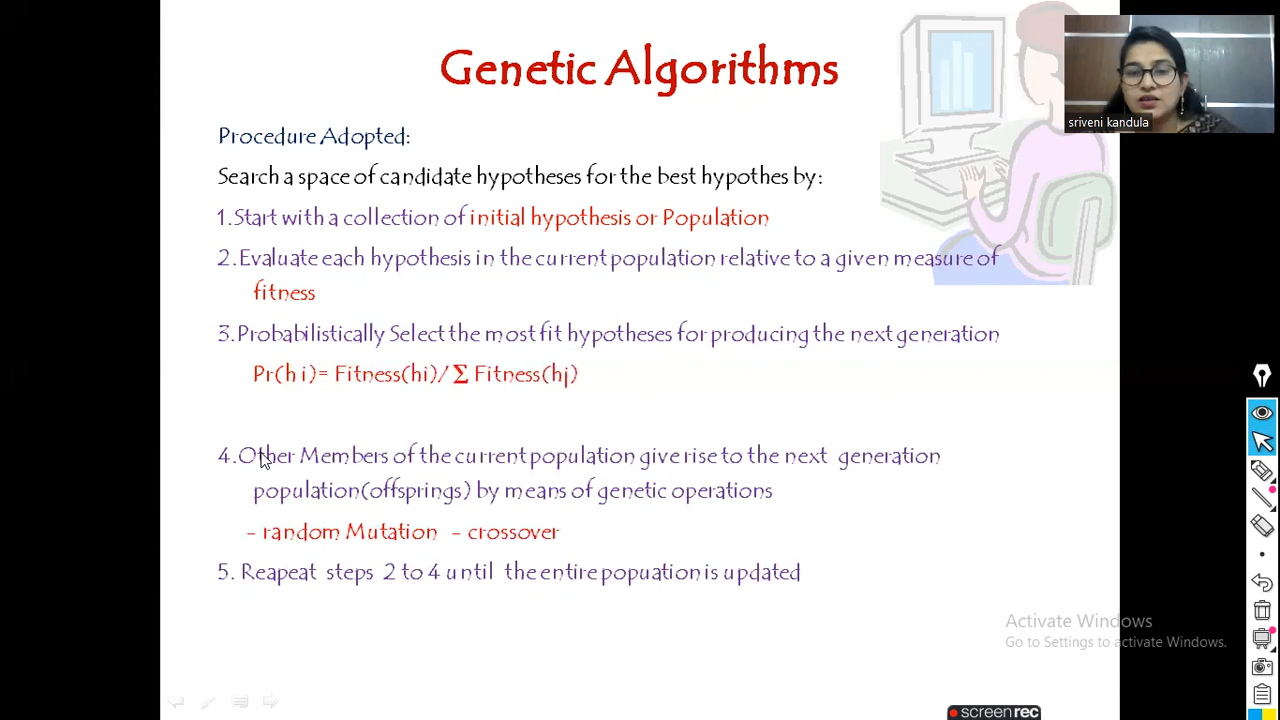 Genetic Algorithms
sriveni kandula
Procedure Adopted:
Search a space of candidate hypotheses for the best hypothes by:
1.Start with a collection of initial hypothesis or Population
2.Evaluate each hypothesis in the current population relative to a given measure of
fitness
3.Probabilistically Select the most fit hypotheses for producing the next generation
Pr(h i)= Fitness(hi)/ Σ Fitness(hj)
4.Other Members of the current population give rise to the next generation
population(offsprings) by means of genetic operations
- random Mutation - crossover
5. Reapeat steps 2 to 4 until the entire popuation is updated
Activate Windows
Go to Settings to activate Windows.
screenrec